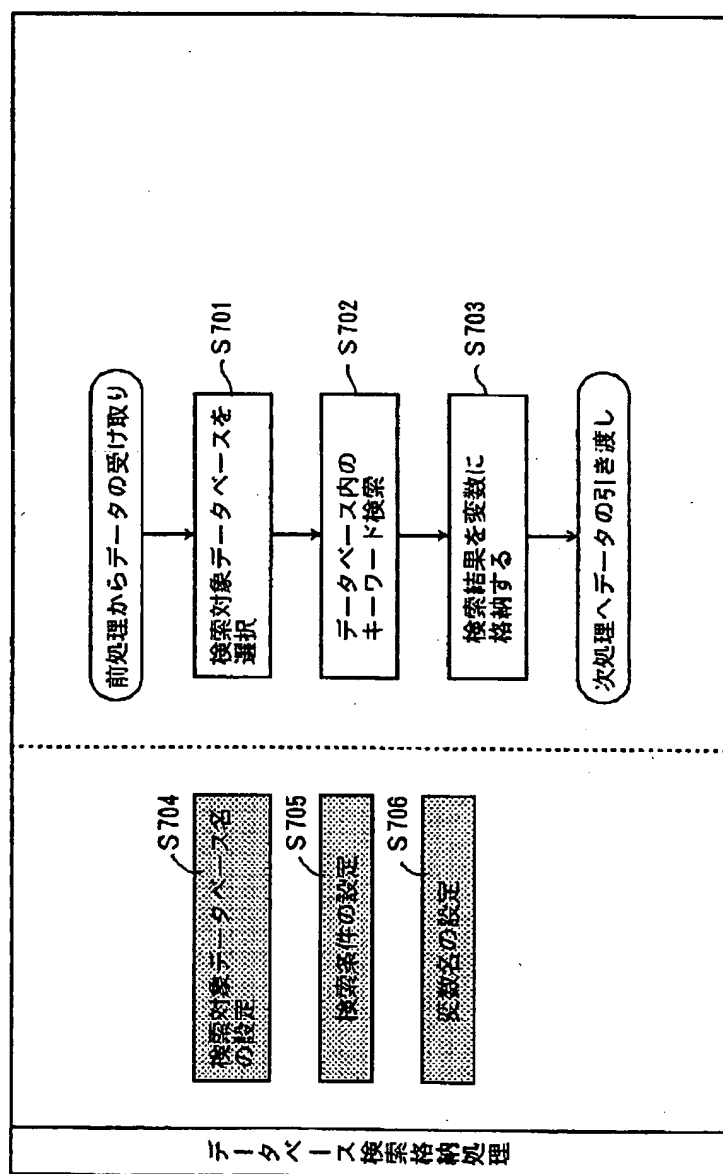 データベース検索格納処理
検索対象データベース名
の設定
S704
検索条件の設定
S705
変数名の設定
S706
前処理からデータの受け取り
検索対象データベースを
選択
S701
データベース内の
キーワード検索
S702
検索結果を変数に
格納する
S703
次処理へデータの引き渡し